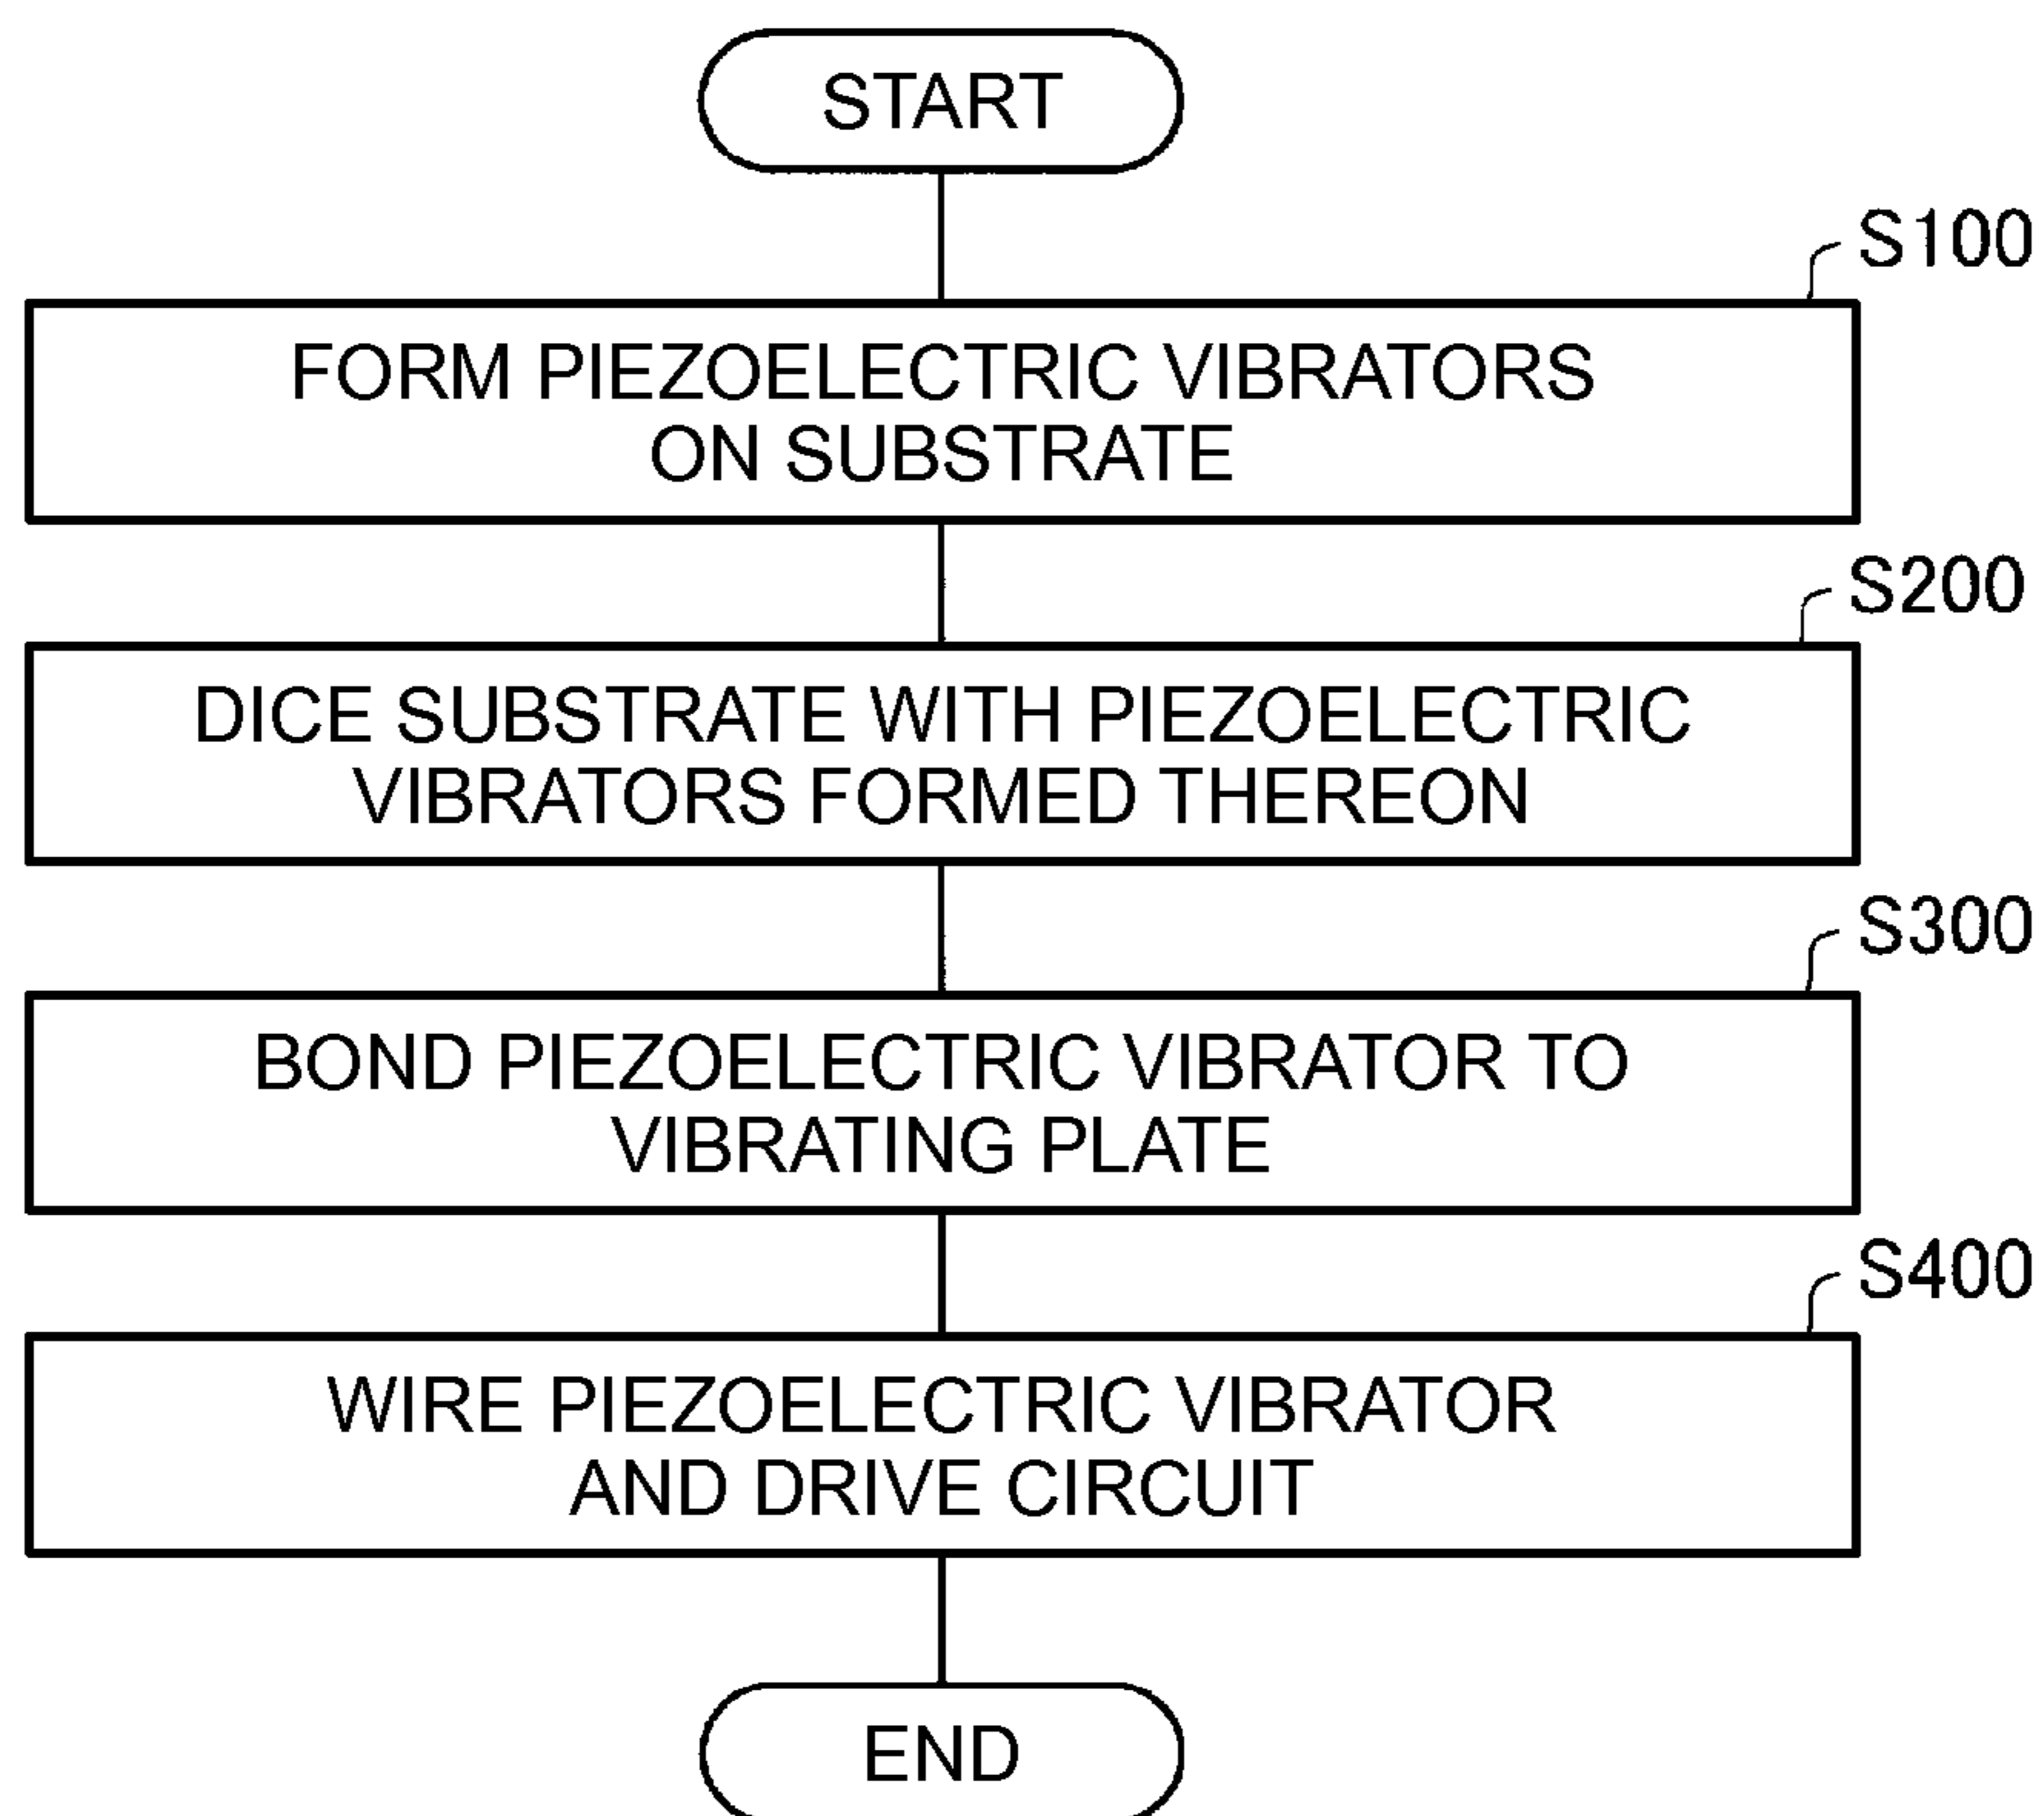 START
S100
FORM PIEZOELECTRIC VIBRATORS
ON SUBSTRATE
S200
DICE SUBSTRATE WITH PIEZOELECTRIC
VIBRATORS FORMED THEREON
S300
BOND PIEZOELECTRIC VIBRATOR TO
VIBRATING PLATE
S400
WIRE PIEZOELECTRIC VIBRATOR
AND DRIVE CIRCUIT
END